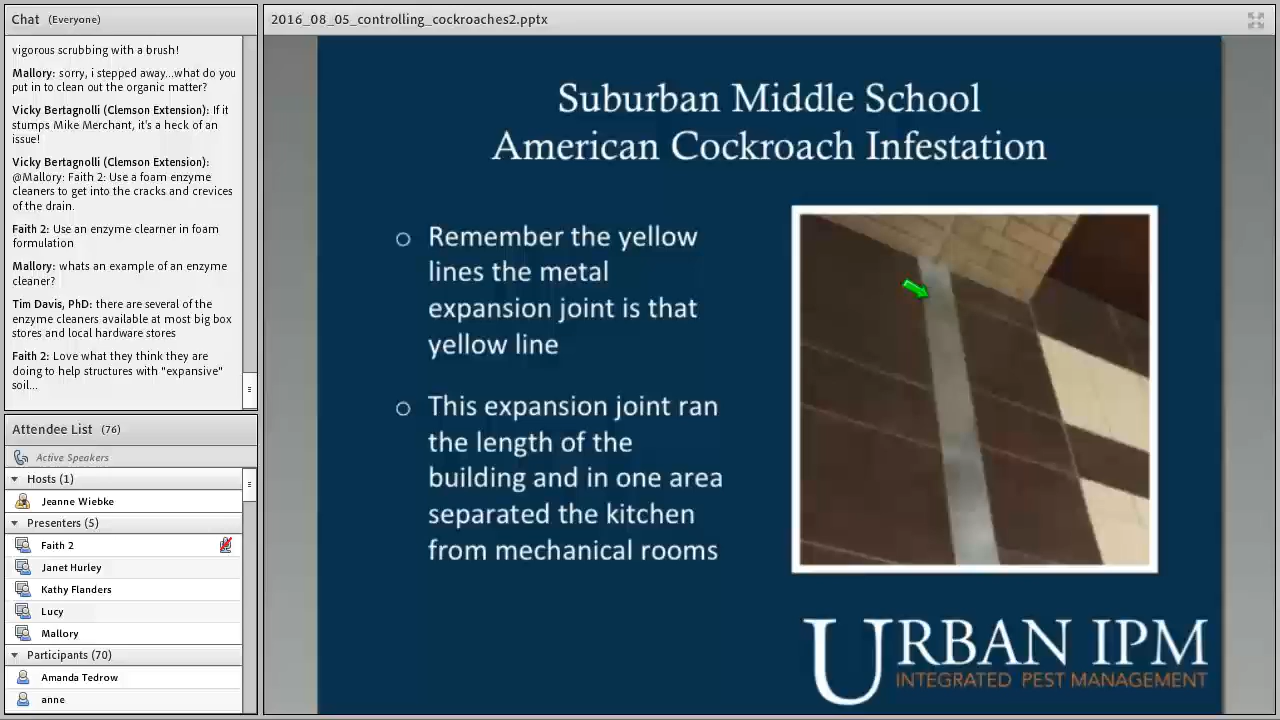 Chat (Everyone)
vigorous scrubbing with a brush!
Mallory: sorry, i stepped away...what do you
put in to clean out the organic matter?
Vicky Bertagnolli (Clemson Extension): If it
stumps Mike Merchant, it's a heck of an
issue!
Vicky Bertagnolli (Clemson Extension):
@Mallory: Faith 2: Use a foam enzyme
cleaners to get into the cracks and crevices
of the drain.
Faith 2: Use an enzyme clearner in foam
formulation
Mallory: whats an example of an enzyme
cleaner?
Tim Davis, PhD: there are several of the
enzyme cleaners available at most big box
stores and local hardware stores
Faith 2: Love what they think they are
doing to help structures with "expansive"
soil...
Attendee List (76)
Active Speakers
Hosts (1)
Jeanne Wiebke
Presenters (5)
Faith 2
Janet Hurley
Kathy Flanders
Lucy
Mallory
Participants (70)
Amanda Tedrow
anne
2016_08_05_controlling_cockroaches2.pptx
Suburban Middle School
American Cockroach Infestation
Remember the yellow
lines the metal
expansion joint is that
yellow line
This expansion joint ran
the length of the
building and in one area
separated the kitchen
from mechanical rooms
URBAN IPM
INTEGRATED PEST MANAGEMENT